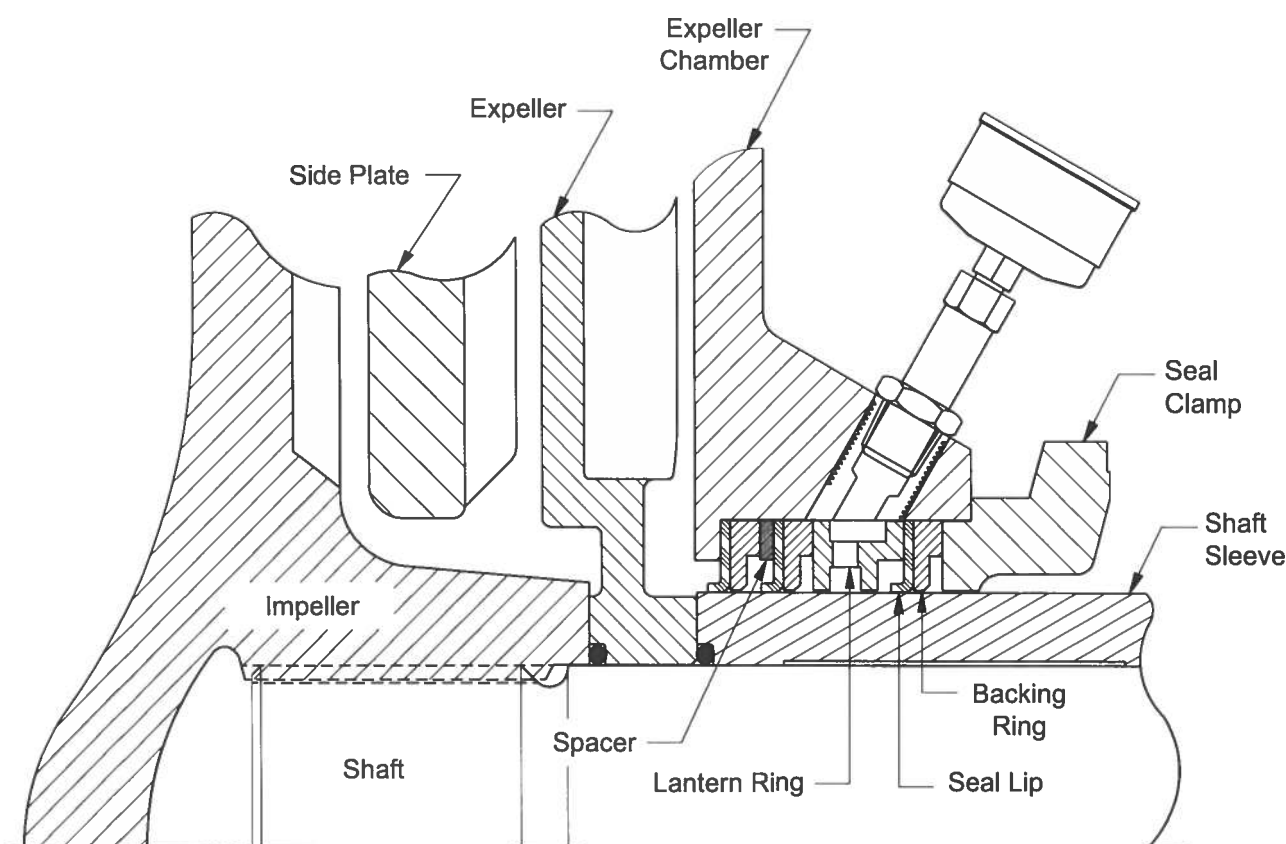 Expeller
Chamber
Expeller
Side Plate
Seal
Clamp
Shaft
Sleeve
Impeller
Backing
Ring
Spacer
Shaft
Lantern Ring
Seal Lip